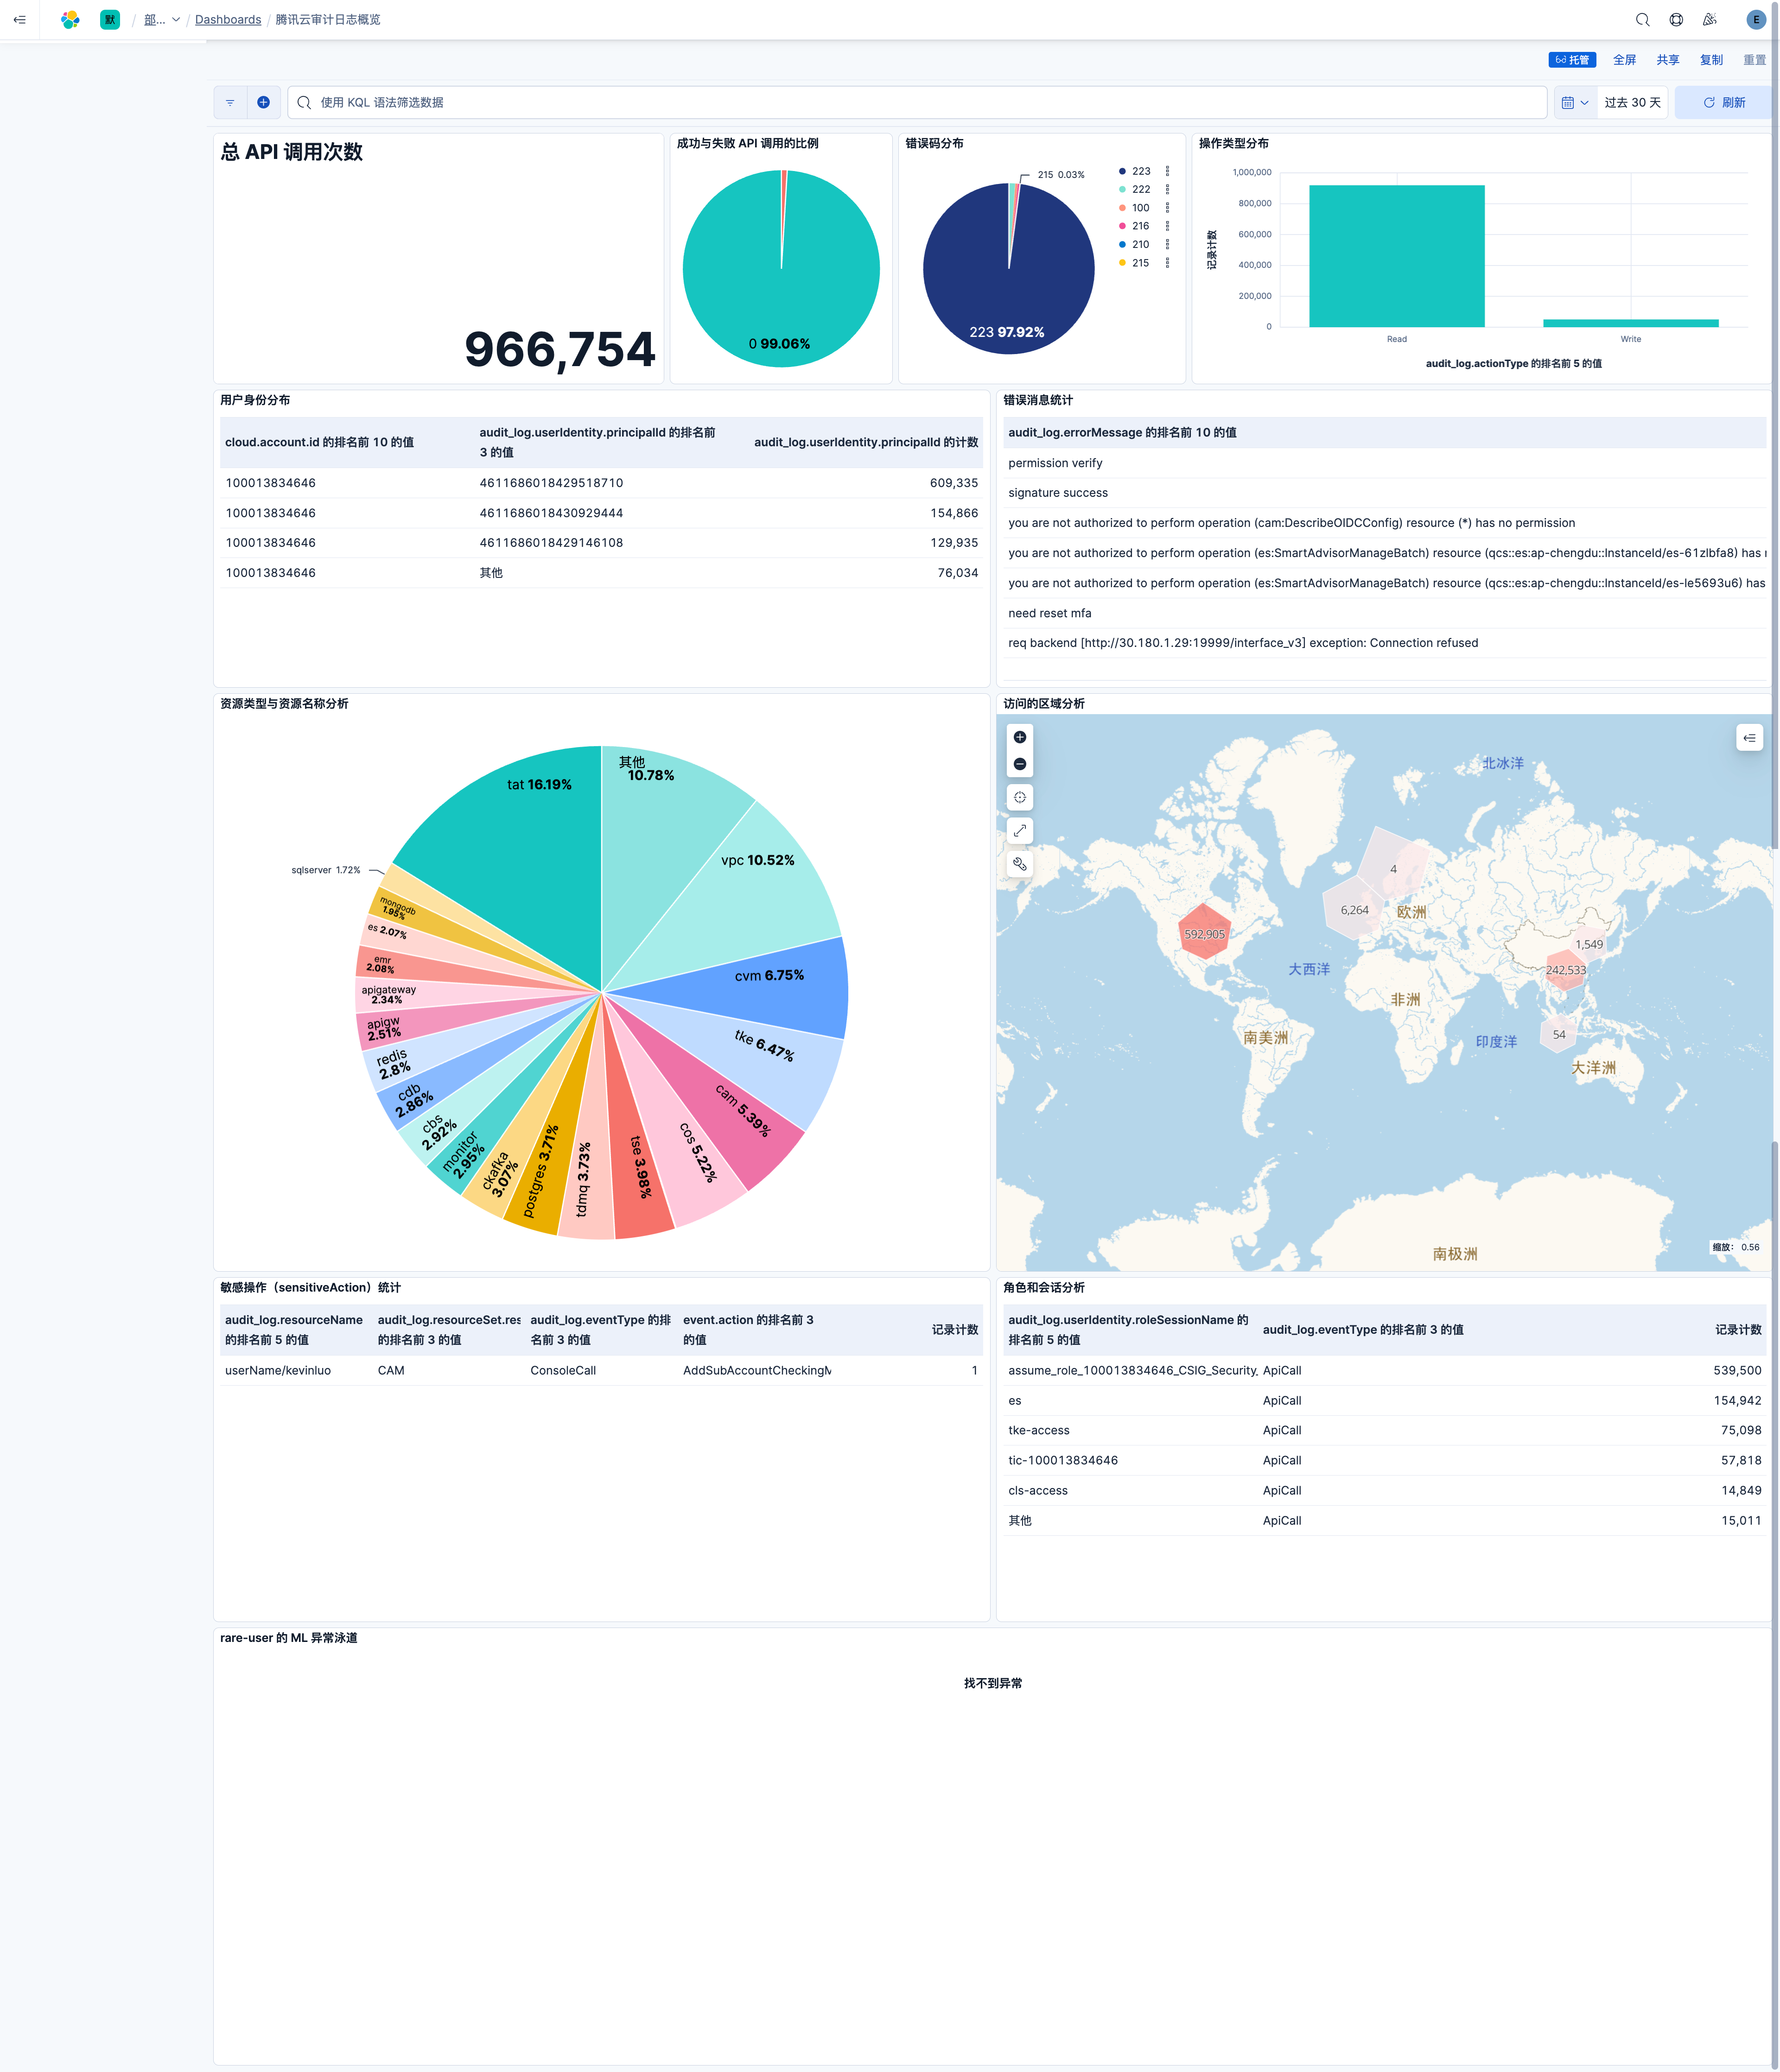 默 / 部... / Dashboards / 腾讯云审计日志概览
E
托管 全屏 共享 复制 重置
使用 KQL 语法筛选数据
过去 30 天
刷新
总 API 调用次数
966,754
成功与失败 API 调用的比例
0 99.06%
错误码分布
215 0.03%
223 97.92%
223
222
100
216
210
215
操作类型分布
记录计数
1,000,000
800,000
600,000
400,000
200,000
0
Read
Write
audit_log.actionType 的排名前 5 的值
用户身份分布
cloud.account.id 的排名前 10 的值
audit_log.userIdentity.principalId 的排名前
3 的值
audit_log.userIdentity.principalId 的计数
100013834646 4611686018429518710 609,335
100013834646 4611686018430929444 154,866
100013834646 4611686018429146108 129,935
100013834646 其他 76,034
错误消息统计
audit_log.errorMessage 的排名前 10 的值
permission verify
signature success
you are not authorized to perform operation (cam:DescribeOIDCConfig) resource (*) has no permission
you are not authorized to perform operation (es:SmartAdvisorManageBatch) resource (qcs::es:ap-chengdu::InstanceId/es-61zlbfa8) has
you are not authorized to perform operation (es:SmartAdvisorManageBatch) resource (qcs::es:ap-chengdu::InstanceId/es-le5693u6) has
need reset mfa
req backend [http://30.180.1.29:19999/interface_v3] exception: Connection refused
资源类型与资源名称分析
其他
10.78%
tat 16.19%
vpc 10.52%
cvm 6.75%
tke 6.47%
cam 5.39%
cos 5.22%
tse 3.98%
tdmq 3.73%
postgres 3.71%
ckafka
3.07%
monitor
2.95%
cbs
2.92%
cdb
2.86%
redis
2.8%
apigw
2.51%
apigateway
2.34%
emr
2.08%
es 2.07%
mongodb
1.95%
sqlserver 1.72%
访问的区域分析
北冰洋
4
6,264
欧洲
592,905
1,549
大西洋
242,533
非洲
54
南美洲
印度洋
大洋洲
南极洲
缩放: 0.56
敏感操作（sensitiveAction）统计
audit_log.resourceName
的排名前 5 的值
audit_log.resourceSet.res
的排名前 3 的值
audit_log.eventType 的排
名前 3 的值
event.action 的排名前 3
的值
记录计数
userName/kevinluo CAM ConsoleCall AddSubAccountCheckingM 1
角色和会话分析
audit_log.userIdentity.roleSessionName 的
排名前 5 的值
audit_log.eventType 的排名前 3 的值
记录计数
assume_role_100013834646_CSIG_Security_ ApiCall 539,500
es ApiCall 154,942
tke-access ApiCall 75,098
tic-100013834646 ApiCall 57,818
cls-access ApiCall 14,849
其他 ApiCall 15,011
rare-user 的 ML 异常泳道
找不到异常